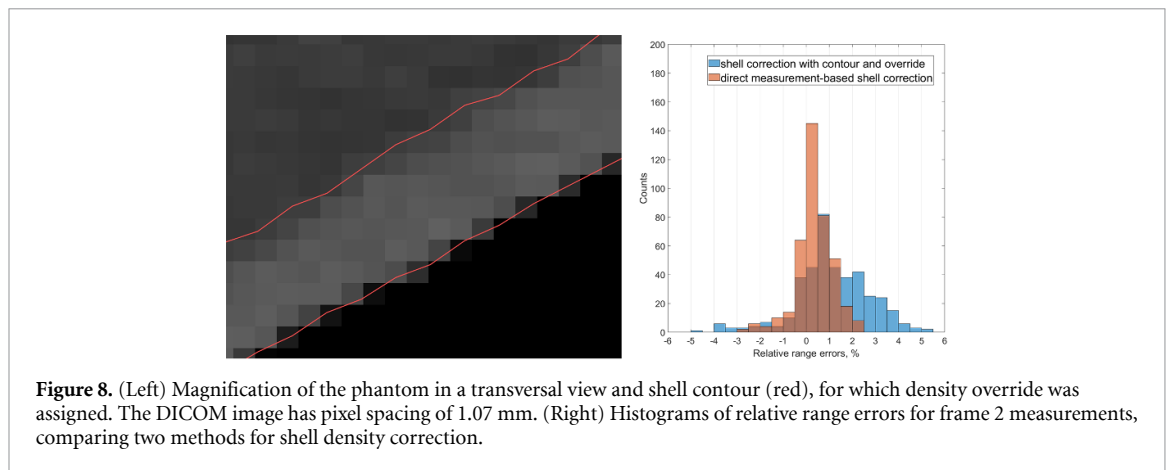 200
180
160
140
120
100
80
60
40
20
0
Counts
shell correction with contour and override
direct measurement-based shell correction
-6 -5 -4 -3 -2 -1 0 1 2 3 4 5 6
Relative range errors, %
Figure 8. (Left) Magnification of the phantom in a transversal view and shell contour (red), for which density override was
assigned. The DICOM image has pixel spacing of 1.07 mm. (Right) Histograms of relative range errors for frame 2 measurements,
comparing two methods for shell density correction.